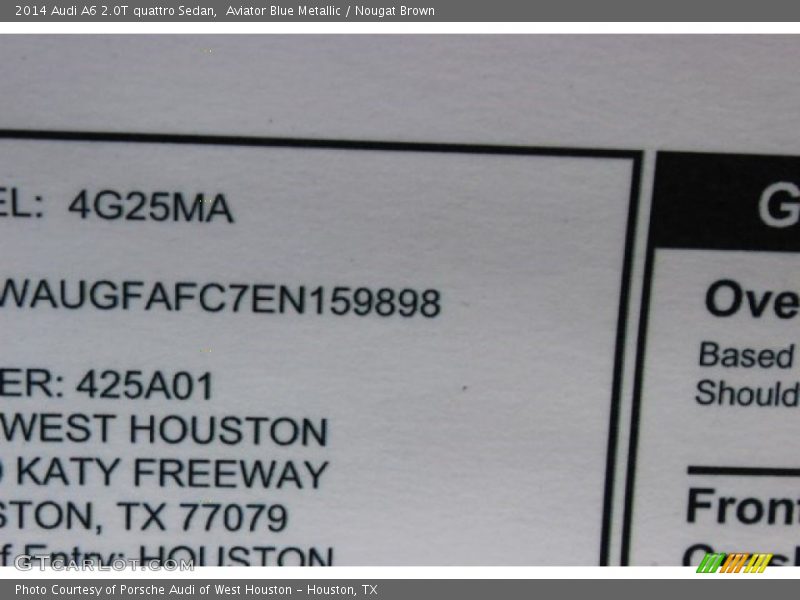 2014 Audi A6 2.0T quattro Sedan,  Aviator Blue Metallic / Nougat Brown
EL: 4G25MA
WAUGFAFC7EN159898
ER: 425A01
WEST HOUSTON
KATY FREEWAY
STON, TX 77079
f Entry: HOUSTON
G
Ove
Based
Should
Front
GTCarLot.com
Photo Courtesy of Porsche Audi of West Houston – Houston, TX